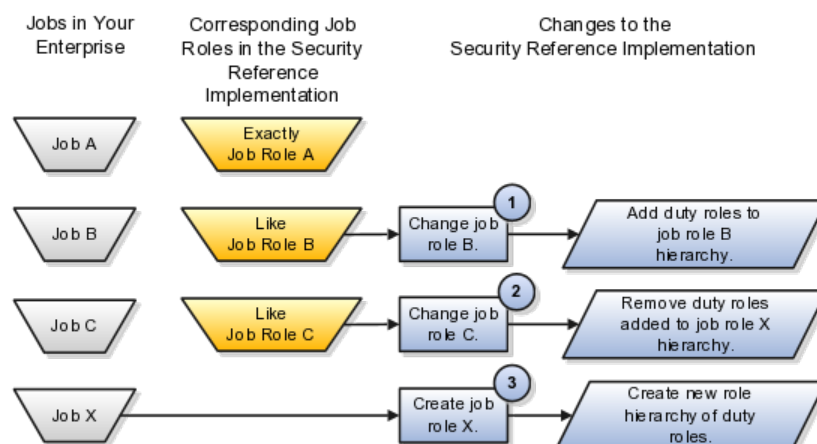 Jobs in Your
Enterprise
Corresponding Job
Roles in the Security
Reference
Implementation
Changes to the
Security Reference Implementation
Job A
Exactly
Job Role A
Job B
Like
Job Role B
Change job
role B.
1
Add duty roles to
job role B
hierarchy.
Job C
Like
Job Role C
Change job
role C.
2
Remove duty roles
added to job role X
hierarchy.
Job X
Create job
role X.
3
Create new role
hierarchy of duty
roles.